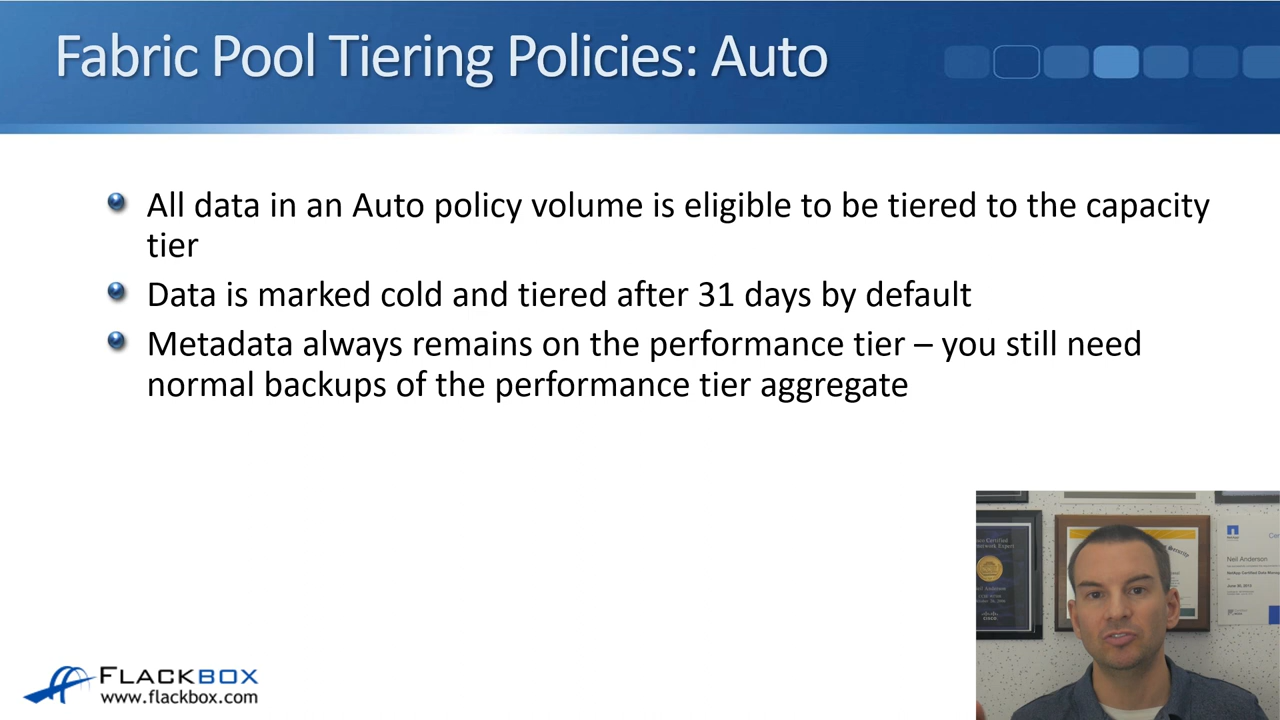 Fabric Pool Tiering Policies: Auto
All data in an Auto policy volume is eligible to be tiered to the capacity
tier
Data is marked cold and tiered after 31 days by default
Metadata always remains on the performance tier – you still need
normal backups of the performance tier aggregate
Neil Anderson
FLACKBOX
www.flackbox.com